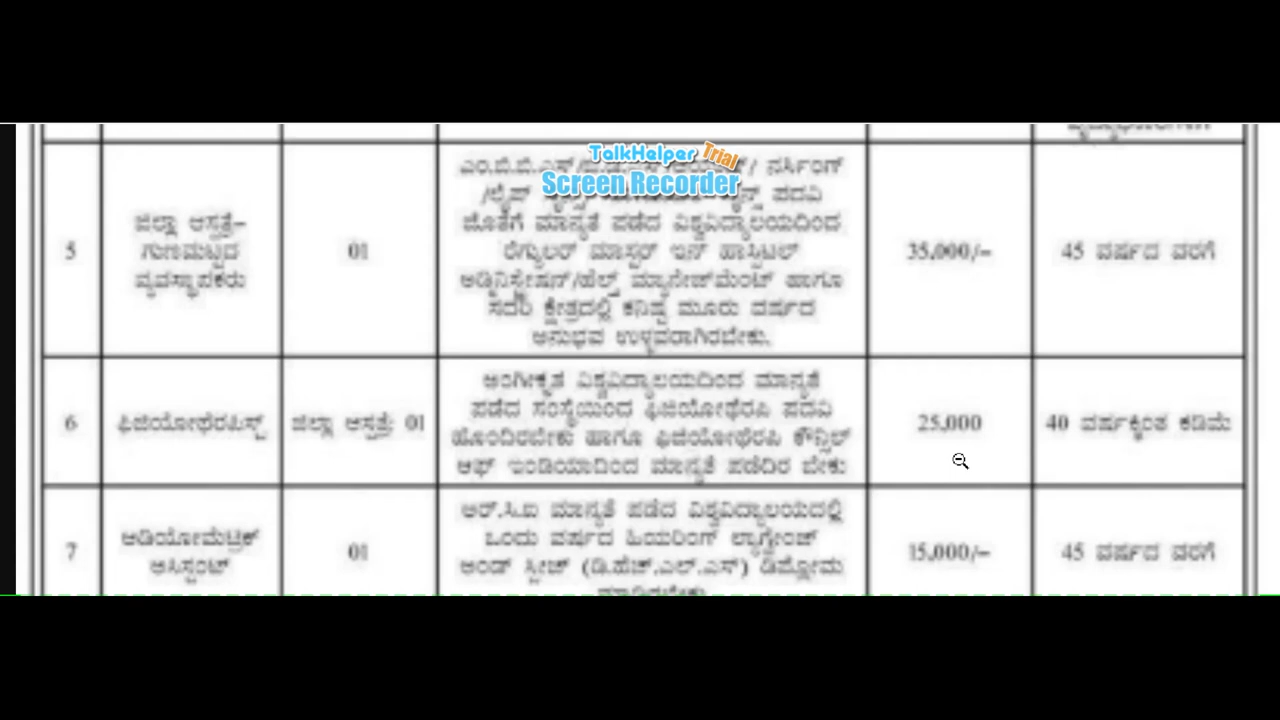 TalkHelper Trial
Screen Recorder
5
ಜಿಲ್ಲಾ ಆಸ್ಪತ್ರೆ-
ಗುಣಮಟ್ಟದ
ವ್ಯವಸ್ಥಾಪಕರು
01
ಎಂ.ಬಿ.ಬಿ.ಎಸ್/ ನರ್ಸಿಂಗ್
ಪದವಿ
ಜೊತೆಗೆ ಮಾನ್ಯತೆ ಪಡೆದ ವಿಶ್ವವಿದ್ಯಾಲಯದಿಂದ
ರೆಗ್ಯುಲರ್ ಮಾಸ್ಟರ್ ಇನ್ ಹಾಸ್ಪಿಟಲ್
ಅಡ್ಮಿನಿಸ್ಟ್ರೇಷನ್/ಹೆಲ್ತ್ ಮ್ಯಾನೇಜ್‌ಮೆಂಟ್ ಹಾಗೂ
ಸದರಿ ಕ್ಷೇತ್ರದಲ್ಲಿ ಕನಿಷ್ಠ ಮೂರು ವರ್ಷದ
ಅನುಭವ ಉಳ್ಳವರಾಗಿರಬೇಕು.
35,000/-
45 ವರ್ಷದ ವರಗೆ
6
ಫಿಜಿಯೋಥೆರಪಿಸ್ಟ್
ಜಿಲ್ಲಾ ಆಸ್ಪತ್ರೆ 01
ಅಂಗೀಕೃತ ವಿಶ್ವವಿದ್ಯಾಲಯದಿಂದ ಮಾನ್ಯತೆ
ಪಡೆದ ಸಂಸ್ಥೆಯಿಂದ ಫಿಜಿಯೋಥೆರಪಿ ಪದವಿ
ಹೊಂದಿರಬೇಕು ಹಾಗೂ ಫಿಜಿಯೋಥೆರಪಿ ಕೌನ್ಸಿಲ್
ಆಫ್ ಇಂಡಿಯಾದಿಂದ ಮಾನ್ಯತೆ ಪಡೆದಿರ ಬೇಕು
25,000
40 ವರ್ಷಕ್ಕಿಂತ ಕಡಿಮೆ
7
ಆಡಿಯೋಮೆಟ್ರಿಕ್
ಅಸಿಸ್ಟಂಟ್
01
ಆರ್.ಸಿ.ಐ ಮಾನ್ಯತೆ ಪಡೆದ ವಿಶ್ವವಿದ್ಯಾಲಯದಲ್ಲಿ
ಒಂದು ವರ್ಷದ ಹಿಯರಿಂಗ್ ಲ್ಯಾಗ್ವೇಂಜ್
ಅಂಡ್ ಸ್ಪೀಚ್ (ಡಿ.ಹೆಚ್.ಎಲ್.ಎಸ್) ಡಿಪ್ಲೋಮ
15,000/-
45 ವರ್ಷದ ವರಗೆ